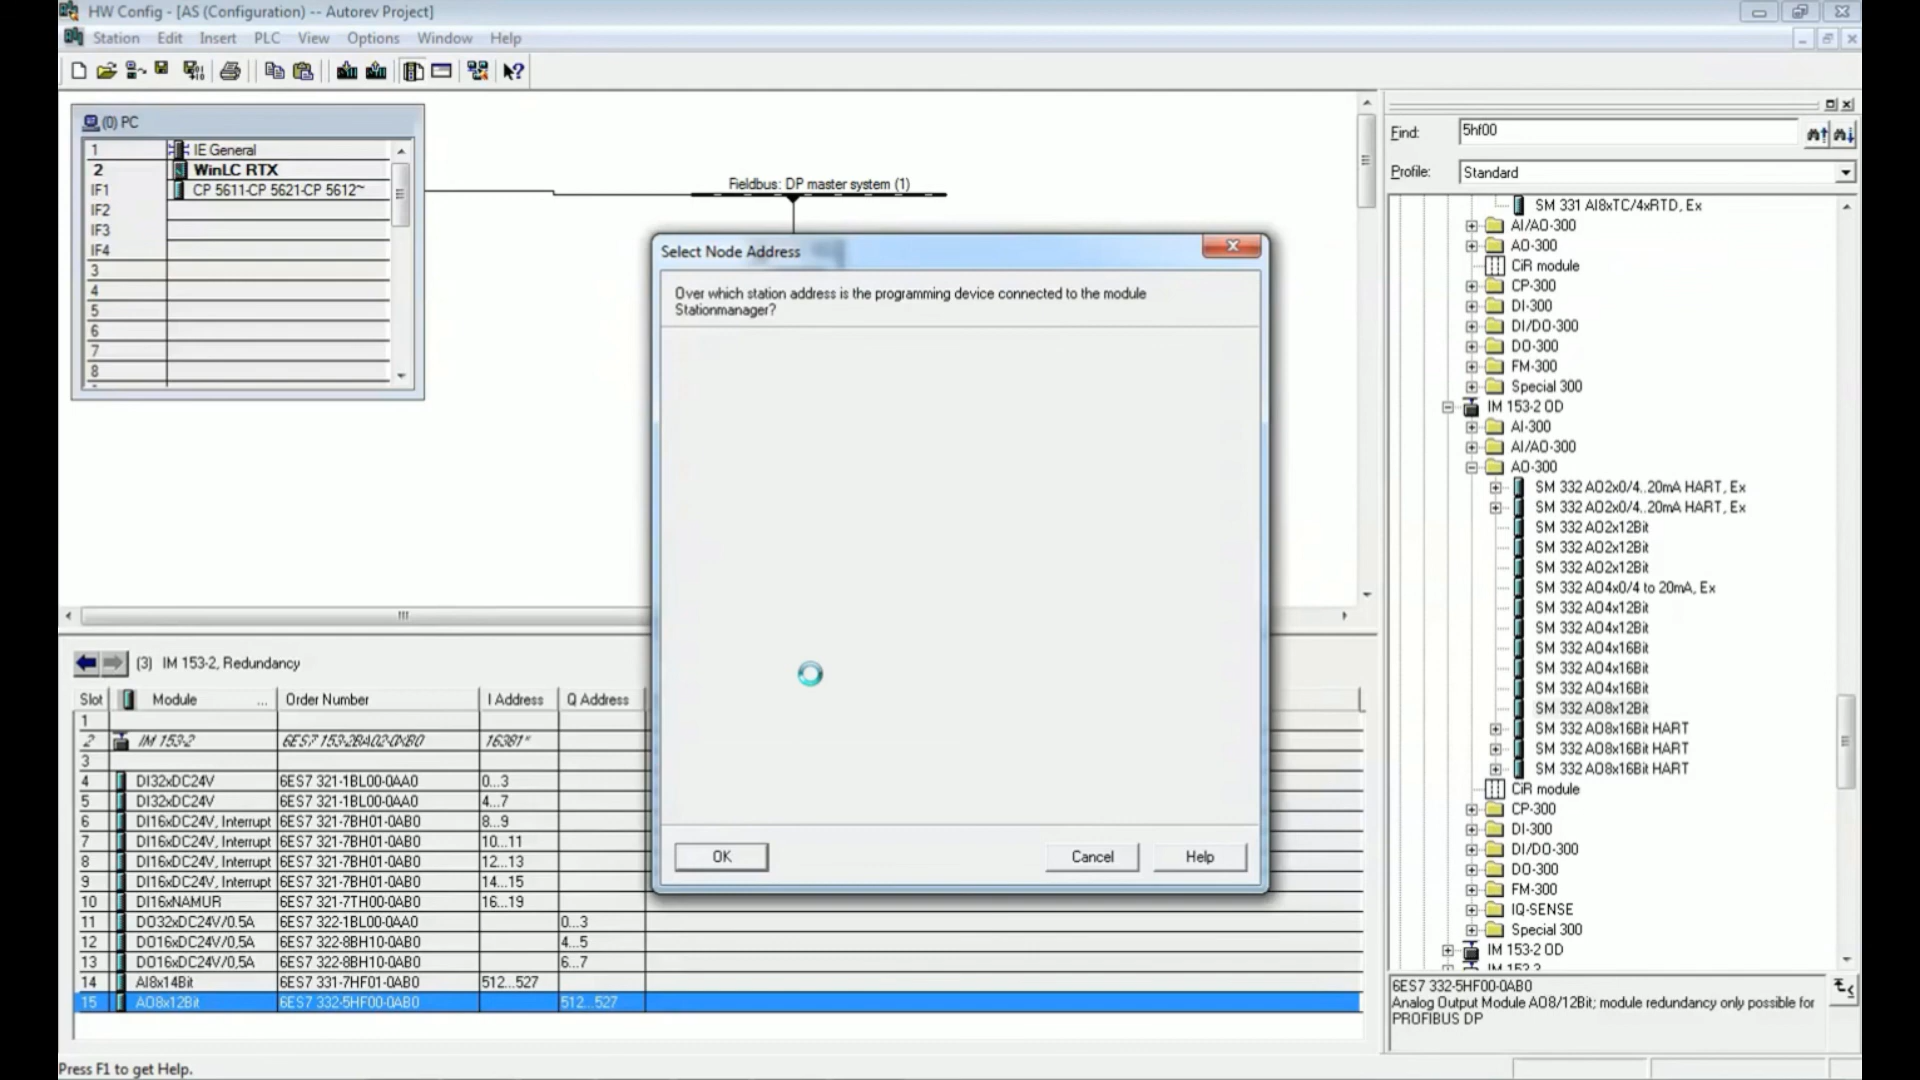 HW Config - [AS (Configuration) -- Autorev Project]
Station Edit Insert PLC View Options Window Help
(0) PC
1 IE General
2 WinLC RTX
IF1 CP 5611-CP 5621-CP 5612~
IF2
IF3
IF4
3
4
5
6
7
8
Fieldbus: DP master system (1)
Select Node Address
Over which station address is the programming device connected to the module
Stationmanager?
OK Cancel Help
(3) IM 153-2, Redundancy
Slot Module ... Order Number I Address Q Address
1
2 IM 153-2 6ES7 153-2BA02-0XB0 16381*
3
4 DI32xDC24V 6ES7 321-1BL00-0AA0 0...3
5 DI32xDC24V 6ES7 321-1BL00-0AA0 4...7
6 DI16xDC24V, Interrupt 6ES7 321-7BH01-0AB0 8...9
7 DI16xDC24V, Interrupt 6ES7 321-7BH01-0AB0 10...11
8 DI16xDC24V, Interrupt 6ES7 321-7BH01-0AB0 12...13
9 DI16xDC24V, Interrupt 6ES7 321-7BH01-0AB0 14...15
10 DI16xNAMUR 6ES7 321-7TH00-0AB0 16...19
11 DO32xDC24V/0.5A 6ES7 322-1BL00-0AA0 0...3
12 DO16xDC24V/0,5A 6ES7 322-8BH10-0AB0 4...5
13 DO16xDC24V/0,5A 6ES7 322-8BH10-0AB0 6...7
14 AI8x14Bit 6ES7 331-7HF01-0AB0 512...527
15 AO8x12Bit 6ES7 332-5HF00-0AB0 512...527
Press F1 to get Help.
Find: 5hf00
Profile: Standard
SM 331 AI8xTC/4xRTD, Ex
AI/AO-300
AO-300
CiR module
CP-300
DI-300
DI/DO-300
DO-300
FM-300
Special 300
IM 153-2 OD
AI-300
AI/AO-300
AO-300
SM 332 AO2x0/4..20mA HART, Ex
SM 332 AO2x0/4..20mA HART, Ex
SM 332 AO2x12Bit
SM 332 AO2x12Bit
SM 332 AO2x12Bit
SM 332 AO4x0/4 to 20mA, Ex
SM 332 AO4x12Bit
SM 332 AO4x12Bit
SM 332 AO4x16Bit
SM 332 AO4x16Bit
SM 332 AO4x16Bit
SM 332 AO8x12Bit
SM 332 AO8x16Bit HART
SM 332 AO8x16Bit HART
SM 332 AO8x16Bit HART
CiR module
CP-300
DI-300
DI/DO-300
DO-300
FM-300
IQ-SENSE
Special 300
IM 153-2 OD
6ES7 332-5HF00-0AB0
Analog Output Module AO8/12Bit; module redundancy only possible for
PROFIBUS DP